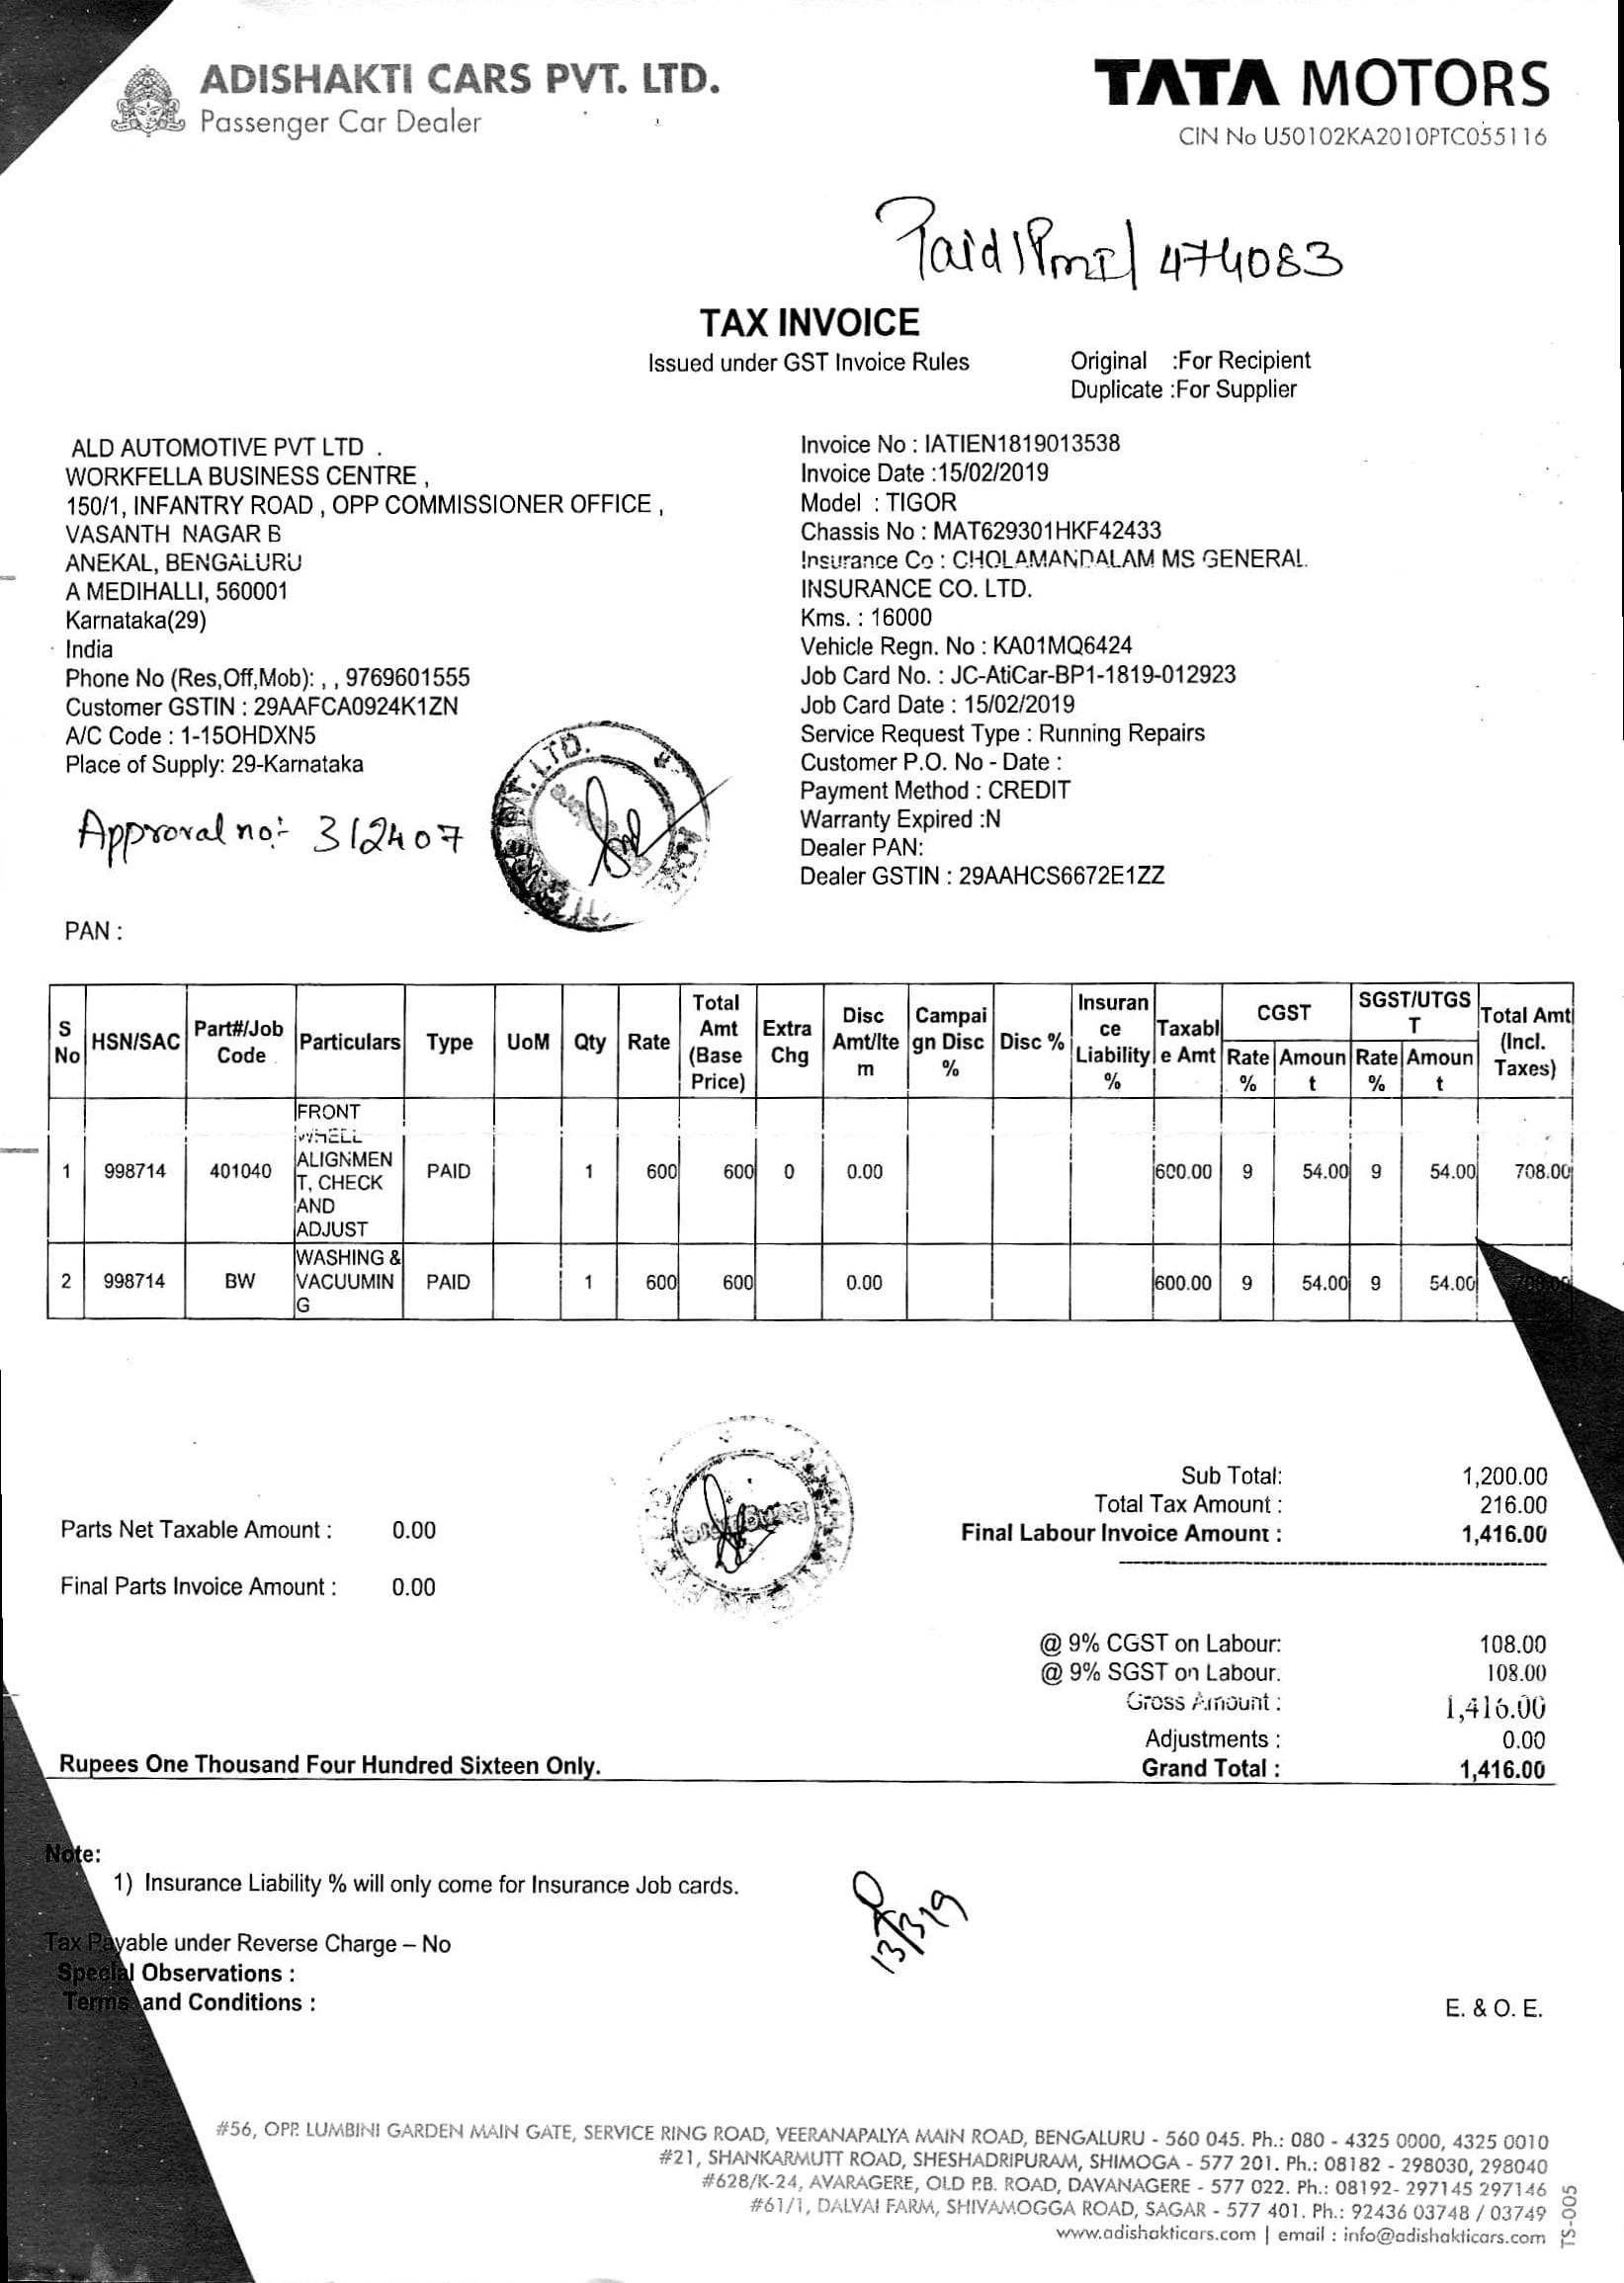 ADISHAKTI CARS PVT. LTD.
Passenger Car Dealer
TATA MOTORS
CIN No U50102KA2010PTC055116
Paid 474083
TAX INVOICE
Issued under GST Invoice Rules
Original :For Recipient
Duplicate :For Supplier
ALD AUTOMOTIVE PVT LTD .
WORKFELLA BUSINESS CENTRE ,
150/1, INFANTRY ROAD , OPP COMMISSIONER OFFICE ,
VASANTH NAGAR B
ANEKAL, BENGALURU
A MEDIHALLI, 560001
Karnataka(29)
India
Phone No (Res,Off,Mob): , , 9769601555
Customer GSTIN : 29AAFCA0924K1ZN
A/C Code : 1-15OHDXN5
Place of Supply: 29-Karnataka
Approval no:- 312407
PAN :
Invoice No : IATIEN1819013538
Invoice Date :15/02/2019
Model : TIGOR
Chassis No : MAT629301HKF42433
Insurance Co : CHOLAMANDALAM MS GENERAL
INSURANCE CO. LTD.
Kms. : 16000
Vehicle Regn. No : KA01MQ6424
Job Card No. : JC-AtiCar-BP1-1819-012923
Job Card Date : 15/02/2019
Service Request Type : Running Repairs
Customer P.O. No - Date :
Payment Method : CREDIT
Warranty Expired :N
Dealer PAN:
Dealer GSTIN : 29AAHCS6672E1ZZ
S No HSN/SAC Part#/Job Code Particulars Type UoM Qty Rate Total Amt (Base Price) Extra Chg Disc Amt/Ite m Campai gn Disc % Disc % Insuran ce Liability % Taxabl e Amt CGST Rate % Amoun t SGST/UTGS T Rate % Amoun t Total Amt (Incl. Taxes)
1 998714 401040 FRONT WHELL ALIGNMEN T, CHECK AND ADJUST PAID 1 600 600 0 0.00 600.00 9 54.00 9 54.00 708.00
2 998714 BW WASHING & VACUUMIN G PAID 1 600 600 0.00 600.00 9 54.00 9 54.00 708.00
Sub Total: 1,200.00
Total Tax Amount : 216.00
Parts Net Taxable Amount : 0.00
Final Labour Invoice Amount : 1,416.00
Final Parts Invoice Amount : 0.00
@ 9% CGST on Labour: 108.00
@ 9% SGST on Labour. 108.00
Gross Amount : 1,416.00
Adjustments : 0.00
Rupees One Thousand Four Hundred Sixteen Only.
Grand Total : 1,416.00
Note:
1) Insurance Liability % will only come for Insurance Job cards.
13/3/19
Tax Payable under Reverse Charge – No
Special Observations :
Terms and Conditions :
E. & O. E.
#56, OPP. LUMBINI GARDEN MAIN GATE, SERVICE RING ROAD, VEERANAPALYA MAIN ROAD, BENGALURU - 560 045. Ph.: 080 - 4325 0000, 4325 0010
#21, SHANKARMUTT ROAD, SHESHADRIPURAM, SHIMOGA - 577 201. Ph.: 08182 - 298030, 298040
#628/K-24, AVARAGERE, OLD P.B. ROAD, DAVANAGERE - 577 022. Ph.: 08192- 297145 297146
#61/1, DALVAI FARM, SHIVAMOGGA ROAD, SAGAR - 577 401. Ph.: 92436 03748 / 03749
www.adishakticars.com | email : info@adishakticars.com
TS-005